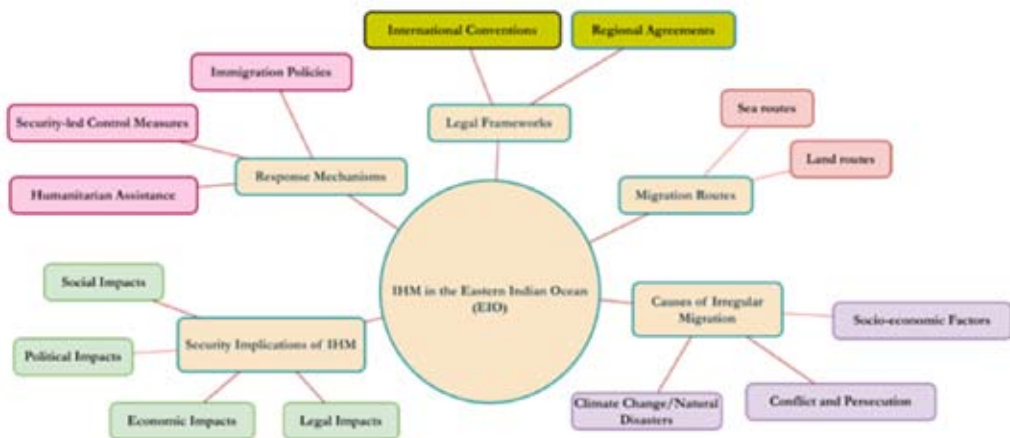 International Conventions
Regional Agreements
Immigration Policies
Sea routes
Security-led Control Measures
Legal Frameworks
Land routes
Response Mechanisms
Humanitarian Assistance
Migration Routes
IHM in the Eastern Indian Ocean
(EIO)
Social Impacts
Causes of Irregular
Migration
Socio-economic Factors
Security Implications of IHM
Political Impacts
Climate Change/Natural
Disasters
Conflict and Persecution
Economic Impacts
Legal Impacts